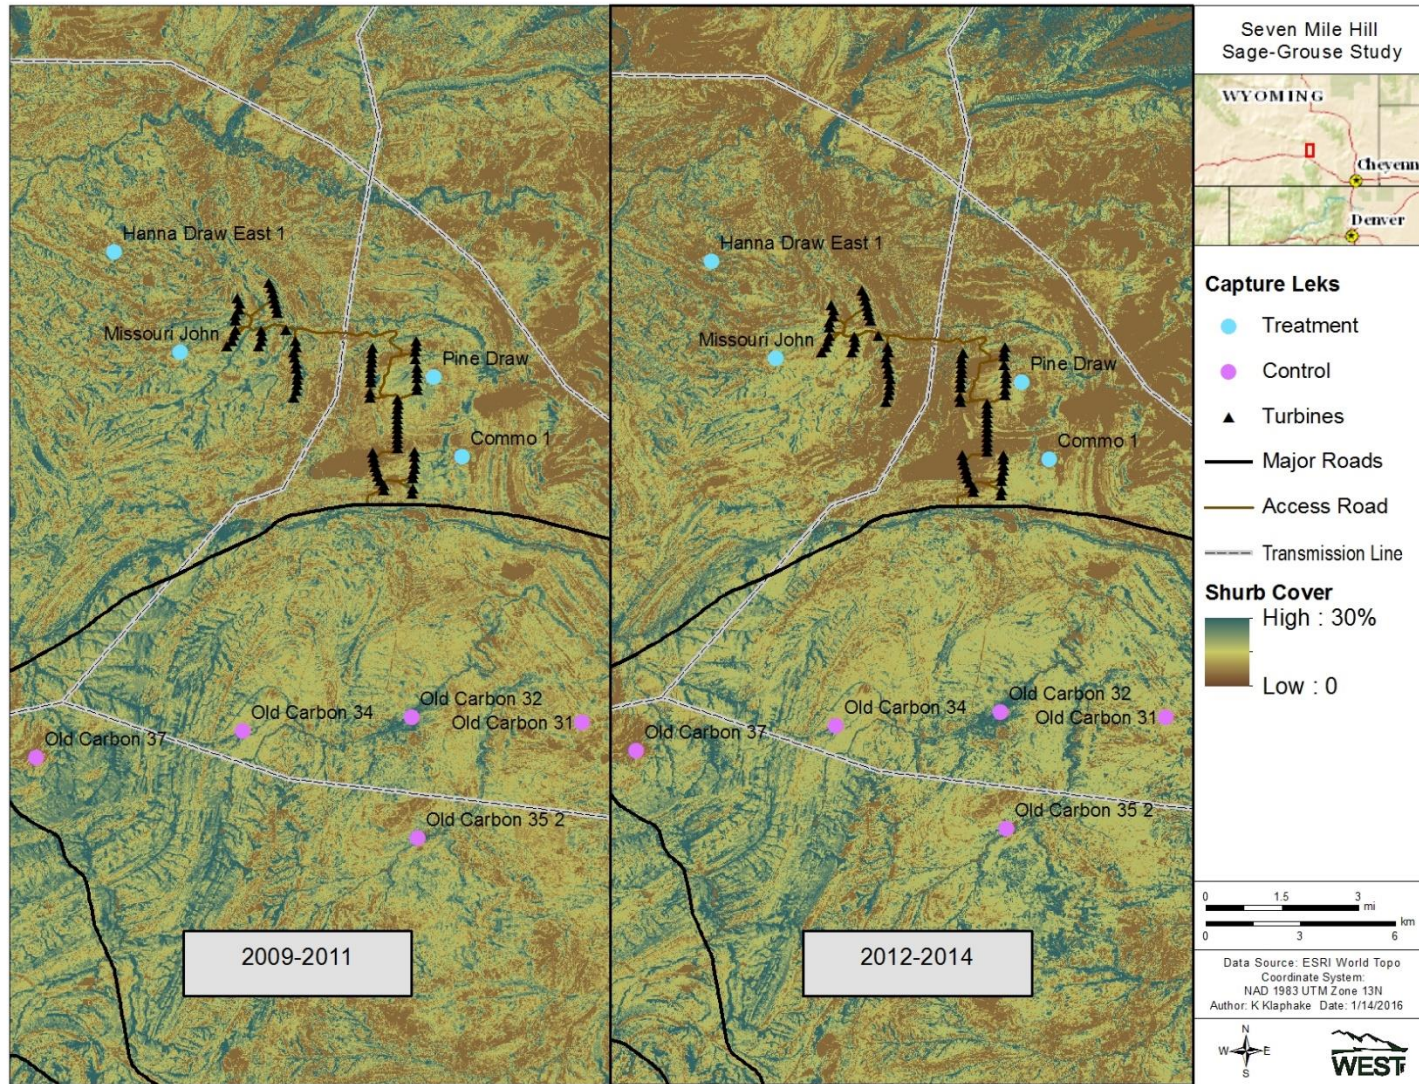 Hanna Draw East 1
Missouri John
Pine Draw
Commo 1
Old Carbon 34
Old Carbon 32
Old Carbon 31
Old Carbon 37
Old Carbon 35 2
2009-2011
Hanna Draw East 1
Missouri John
Pine Draw
Commo 1
Old Carbon 34
Old Carbon 32
Old Carbon 31
Old Carbon 37
Old Carbon 35 2
2012-2014
Seven Mile Hill
Sage-Grouse Study
WYOMING
Cheyenn
Denver
Capture Leks
Treatment
Control
Turbines
Major Roads
Access Road
Transmission Line
Shurb Cover
High : 30%
Low : 0
0 1.5 3
mi
km
0 3 6
Data Source: ESRI World Topo
Coordinate System:
NAD 1983 UTM Zone 13N
Author: K Klaphake Date: 1/14/2016
N
W E
S
WEST